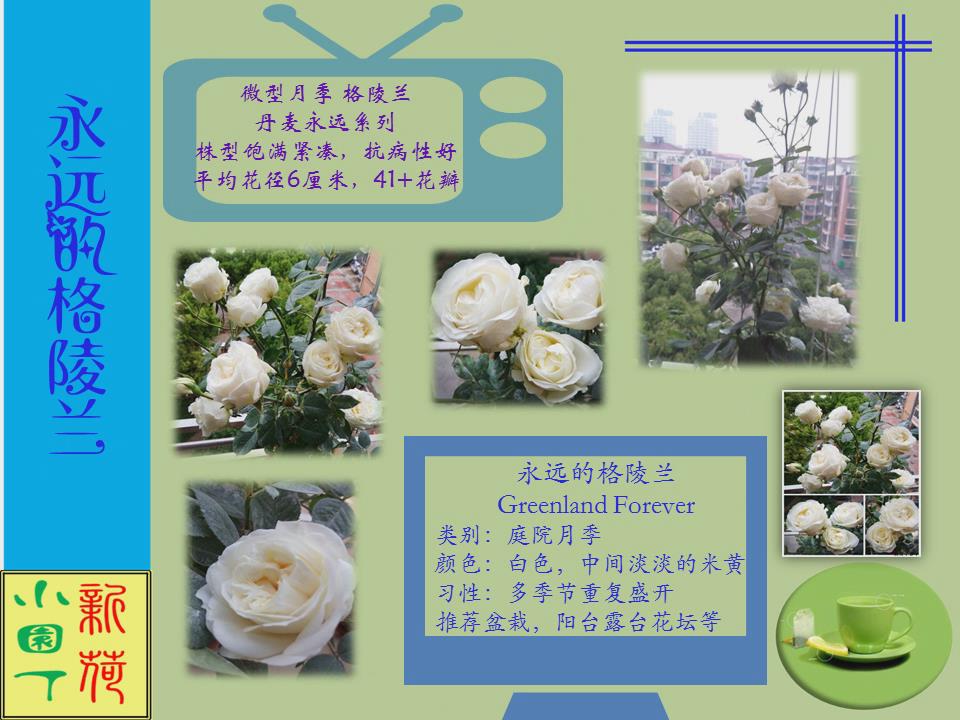 永远的格陵兰
微型月季 格陵兰
丹麦永远系列
株型饱满紧凑，抗病性好
平均花径6厘米，41+花瓣
永远的格陵兰
Greenland Forever
类别：庭院月季
颜色：白色，中间淡淡的米黄
习性：多季节重复盛开
推荐盆栽，阳台露台花坛等
新荷
小園丁